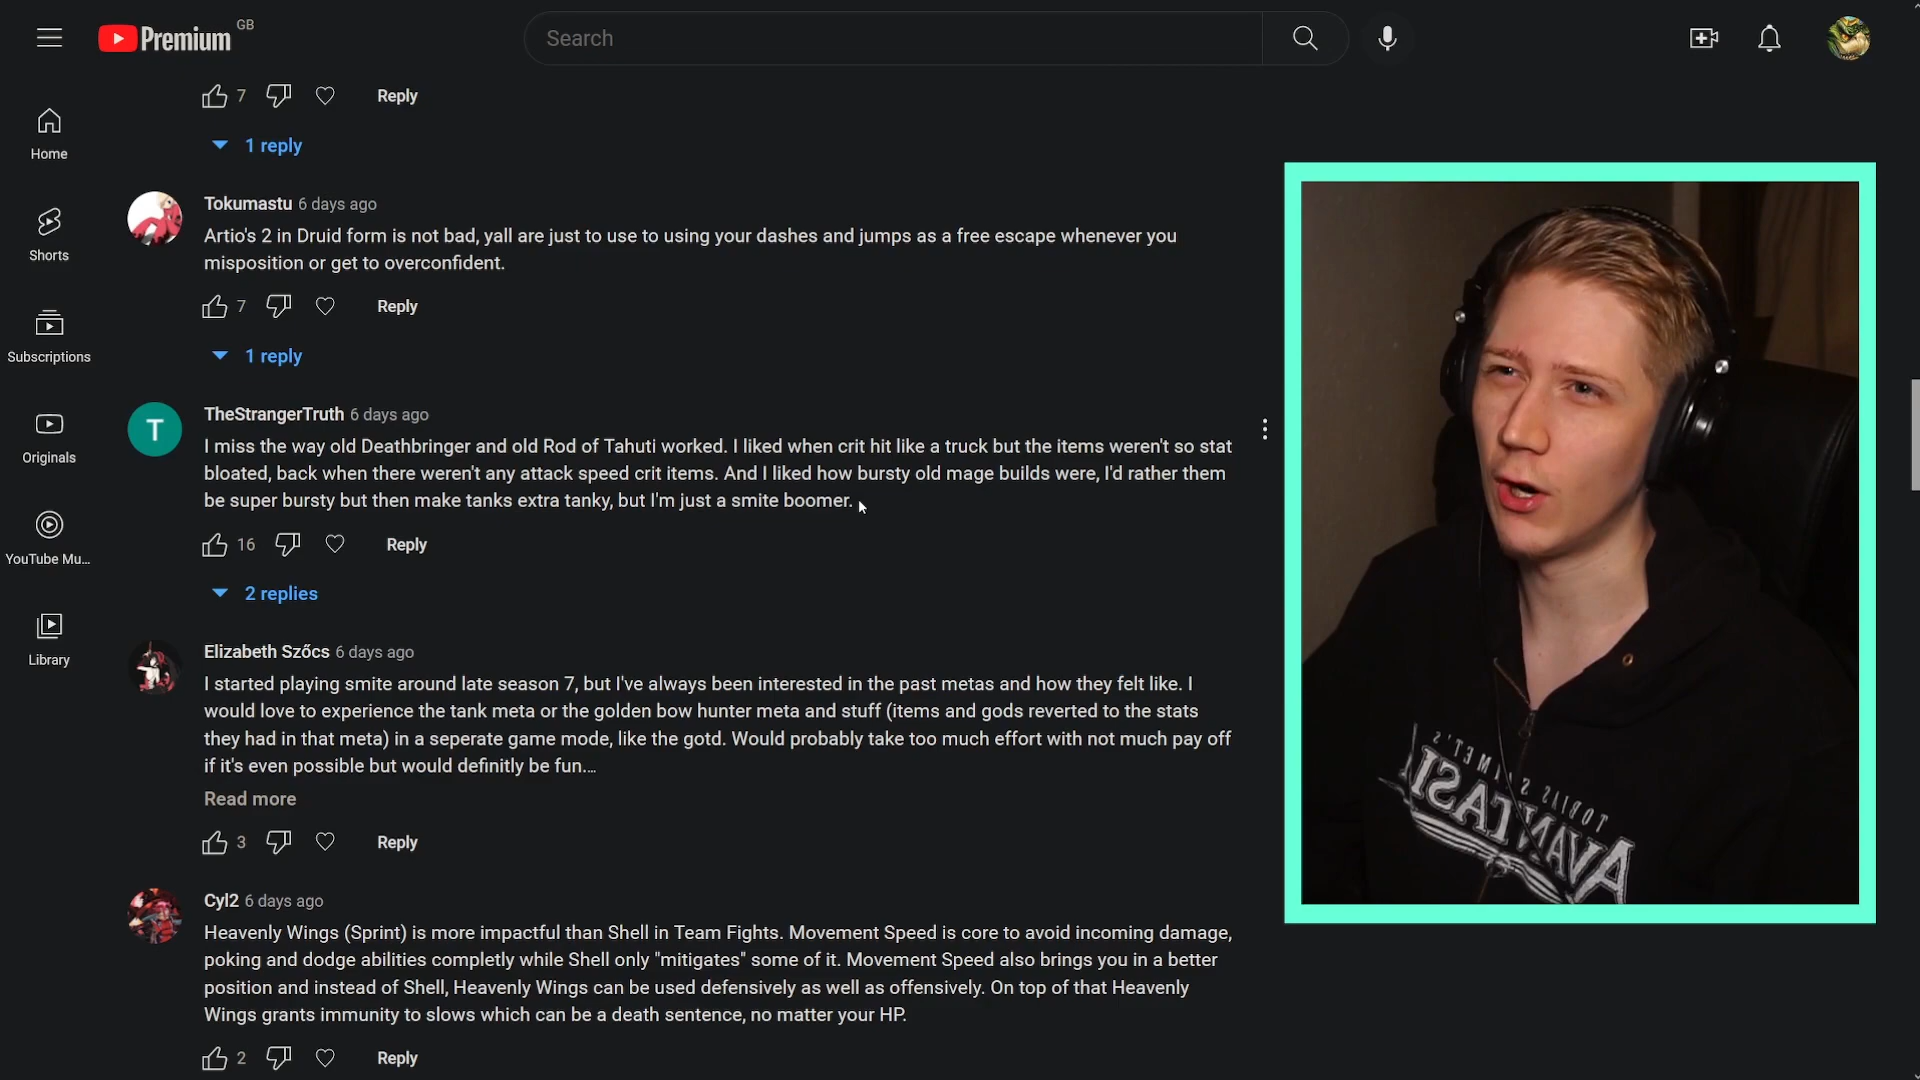 Premium GB
Search
Home
Shorts
Subscriptions
Originals
YouTube Mu...
Library
7 Reply
1 reply
Tokumastu 6 days ago
Artio's 2 in Druid form is not bad, yall are just to use to using your dashes and jumps as a free escape whenever you
misposition or get to overconfident.
7 Reply
1 reply
T
TheStrangerTruth 6 days ago
I miss the way old Deathbringer and old Rod of Tahuti worked. I liked when crit hit like a truck but the items weren't so stat
bloated, back when there weren't any attack speed crit items. And I liked how bursty old mage builds were, I'd rather them
be super bursty but then make tanks extra tanky, but I'm just a smite boomer.
16 Reply
2 replies
Elizabeth Szőcs 6 days ago
I started playing smite around late season 7, but I've always been interested in the past metas and how they felt like. I
would love to experience the tank meta or the golden bow hunter meta and stuff (items and gods reverted to the stats
they had in that meta) in a seperate game mode, like the gotd. Would probably take too much effort with not much pay off
if it's even possible but would definitly be fun....
Read more
3 Reply
Cyl2 6 days ago
Heavenly Wings (Sprint) is more impactful than Shell in Team Fights. Movement Speed is core to avoid incoming damage,
poking and dodge abilities completly while Shell only "mitigates" some of it. Movement Speed also brings you in a better
position and instead of Shell, Heavenly Wings can be used defensively as well as offensively. On top of that Heavenly
Wings grants immunity to slows which can be a death sentence, no matter your HP.
2 Reply
TOBIAS SAMMET'S
AVANTASIA